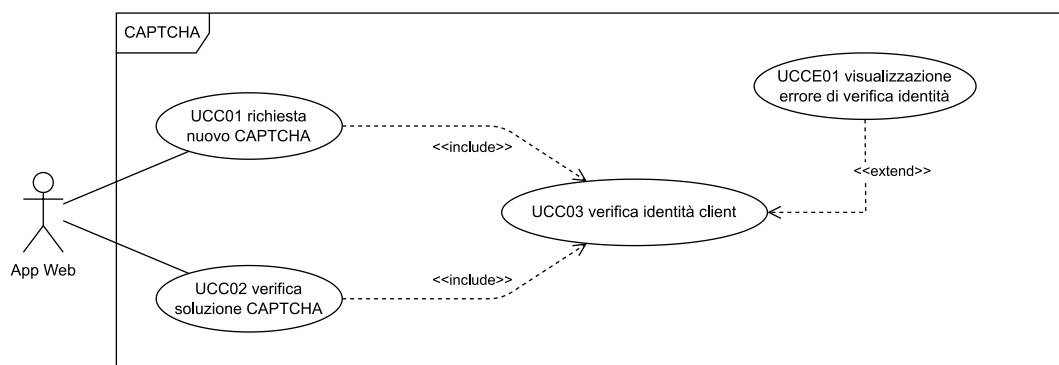 CAPTCHA
UCCE01 visualizzazione
errore di verifica identità
UCC01 richiesta
nuovo CAPTCHA
<<include>>
<<extend>>
UCC03 verifica identità client
App Web
UCC02 verifica
soluzione CAPTCHA
<<include>>